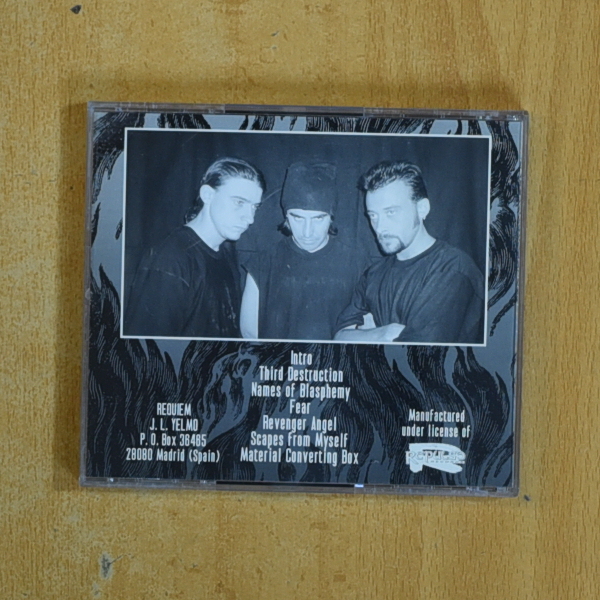 Intro
Third Destruction
Names of Blasphemy
Fear
Revenger Angel
Scapes from Myself
Material Converting Box
REQUIEM
J. L. YELMO
P. O. Box 36485
28080 Madrid (Spain)
Manufactured
under license of